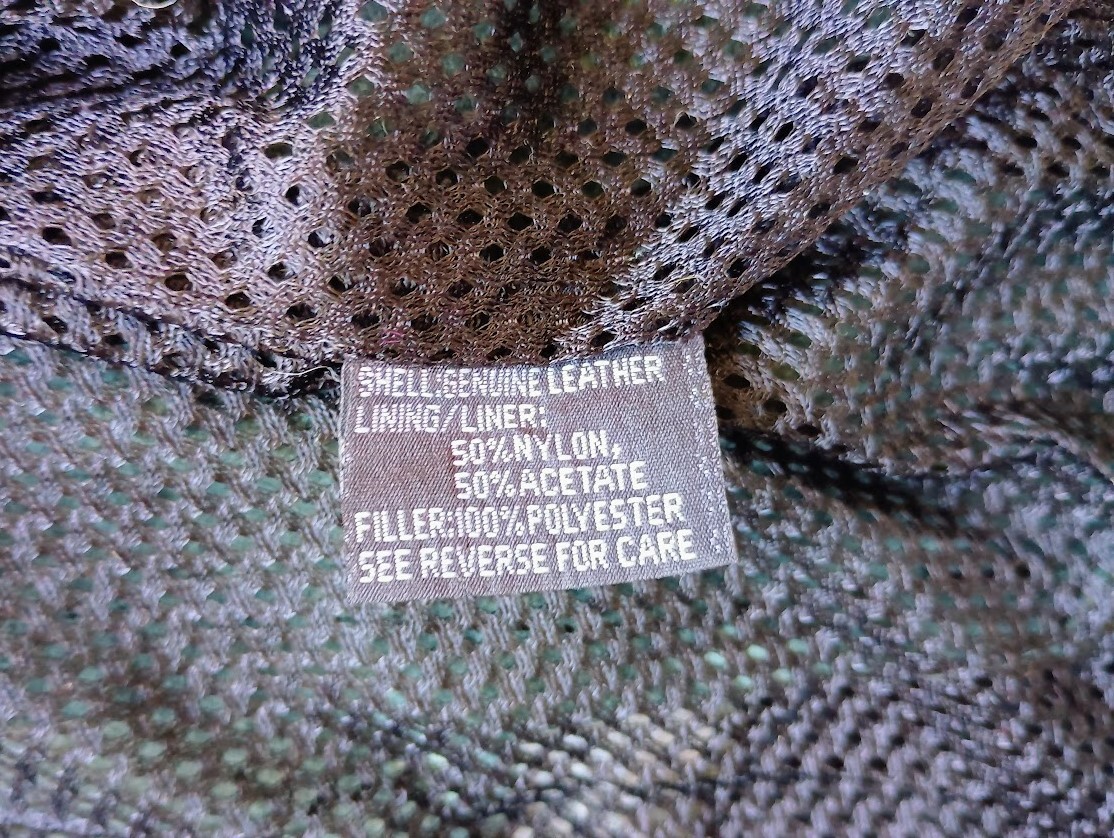 SHELL:GENUINE LEATHER
LINING/LINER:
50%NYLON,
50%ACETATE
FILLER:100%POLYESTER
SEE REVERSE FOR CARE